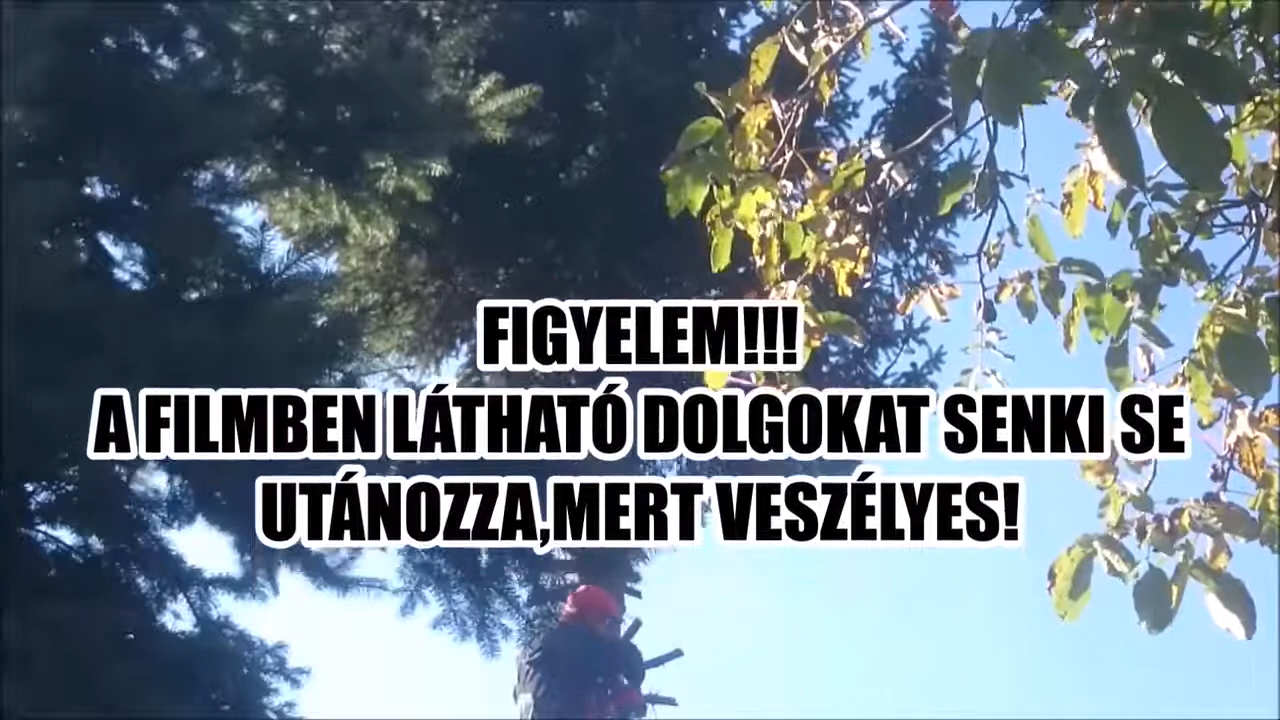 FIGYELEM!!!
A FILMBEN LÁTHATÓ DOLGOKAT SENKI SE
UTÁNOZZA,MERT VESZÉLYES!